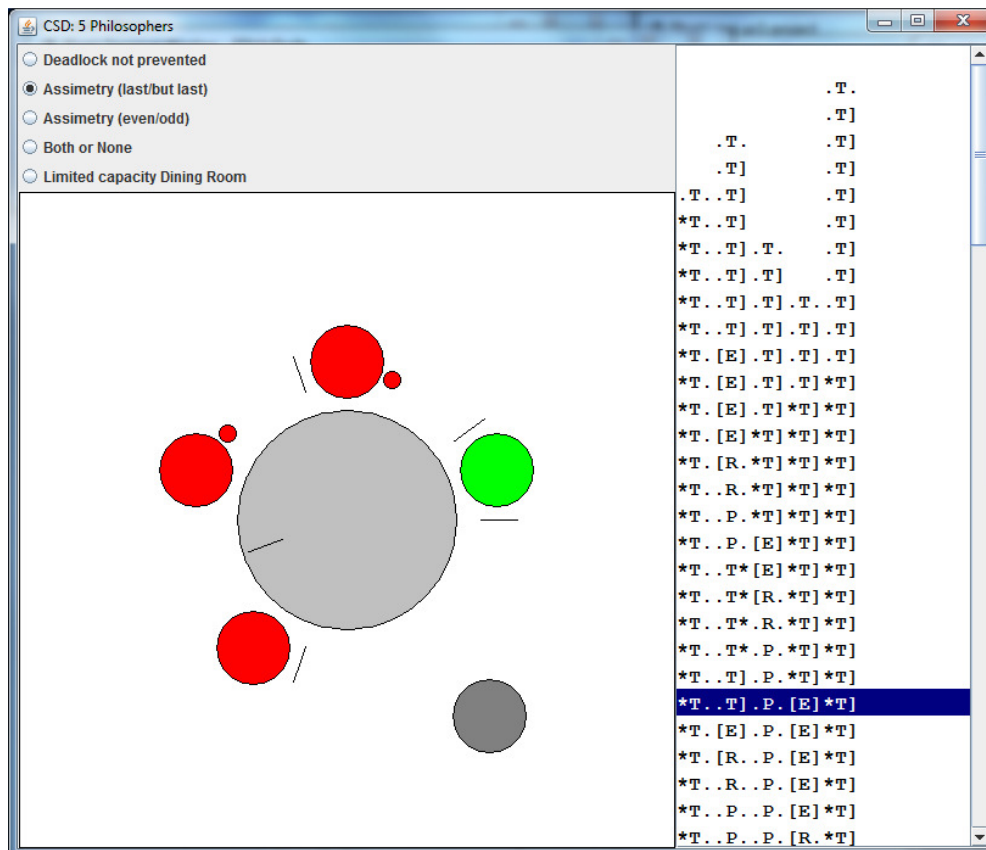 CSD: 5 Philosophers
Deadlock not prevented
Assimetry (last/but last)
Assimetry (even/odd)
Both or None
Limited capacity Dining Room
.T.
.T]
.T. .T]
.T] .T]
.T..T] .T]
*T..T] .T]
*T..T].T. .T]
*T..T].T] .T]
*T..T].T].T..T]
*T..T].T].T].T]
*T.[E].T].T].T]
*T.[E].T].T]*T]
*T.[E].T]*T]*T]
*T.[E]*T]*T]*T]
*T.[R.*T]*T]*T]
*T..R.*T]*T]*T]
*T..P.*T]*T]*T]
*T..P.[E]*T]*T]
*T..T*[E]*T]*T]
*T..T*[R.*T]*T]
*T..T*.R.*T]*T]
*T..T*.P.*T]*T]
*T..T].P.*T]*T]
*T..T].P.[E]*T]
*T.[E].P.[E]*T]
*T.[R..P.[E]*T]
*T..R..P.[E]*T]
*T..P..P.[E]*T]
*T..P..P.[R.*T]